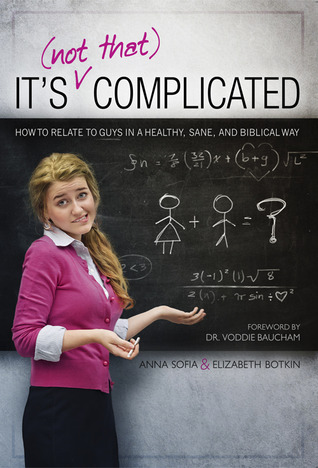 (not that)
IT'S COMPLICATED
HOW TO RELATE TO GUYS IN A HEALTHY, SANE, AND BIBLICAL WAY
+ =?
FOREWORD BY
DR. VODDIE BAUCHAM
ANNA SOFIA & ELIZABETH BOTKIN